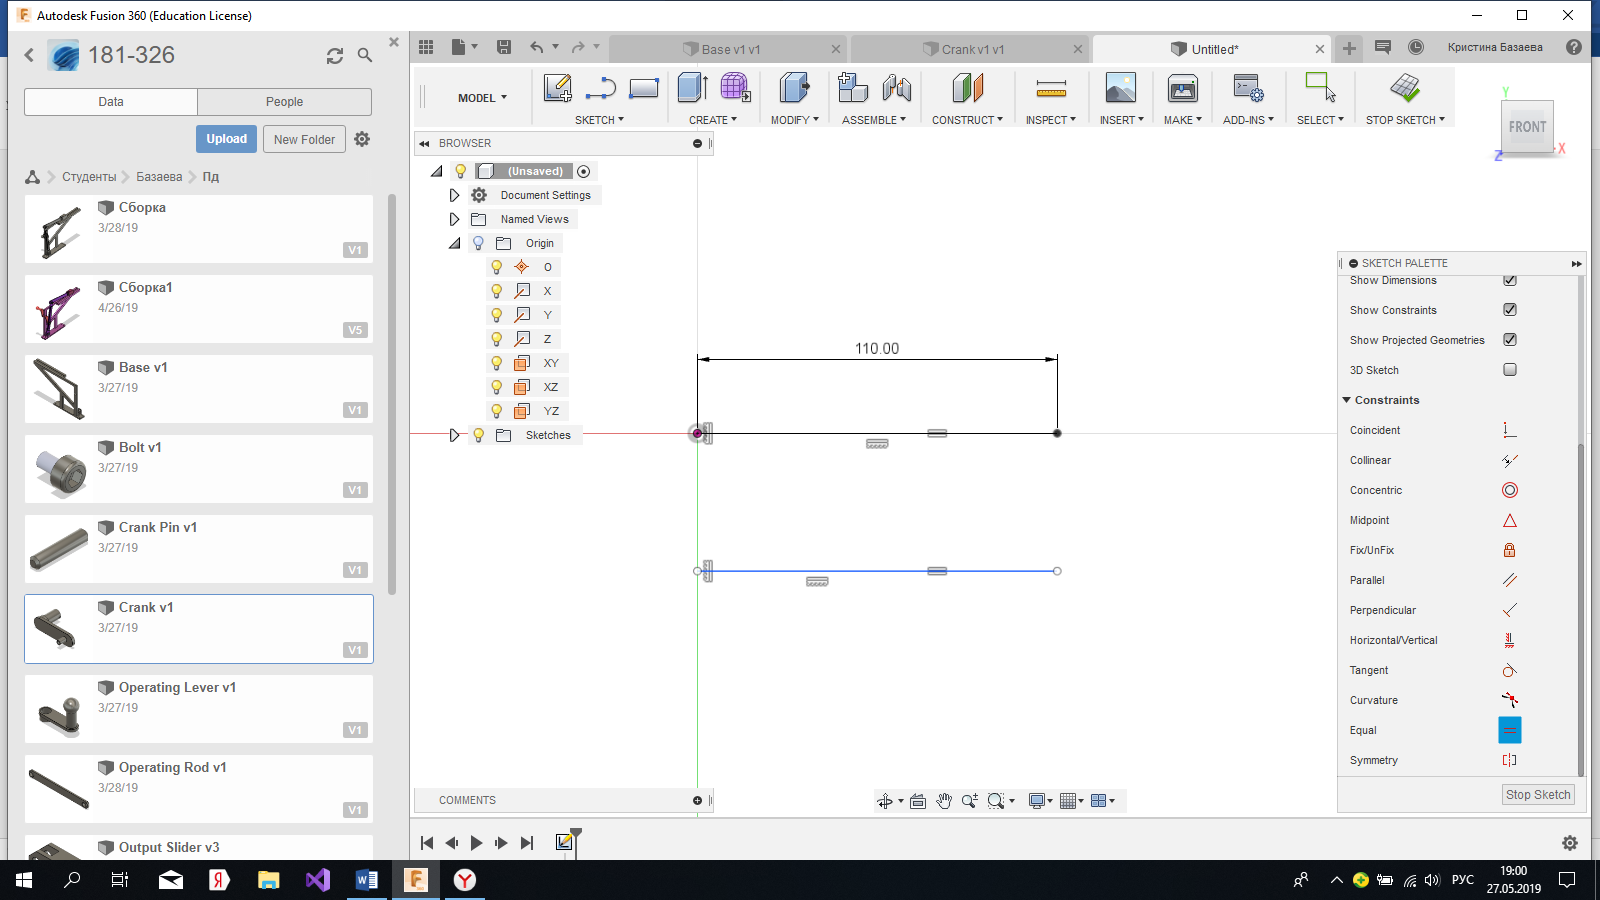 Autodesk Fusion 360 (Education License)
181-326
Data
People
Upload
New Folder
Студенты
Базаева
Пд
Сборка
3/28/19
V1
Сборка1
4/26/19
V5
Base v1
3/27/19
V1
Bolt v1
3/27/19
V1
Crank Pin v1
3/27/19
V1
Crank v1
3/27/19
V1
Operating Lever v1
3/27/19
V1
Operating Rod v1
3/28/19
V1
Output Slider v3
Base v1 v1
Crank v1 v1
Untitled*
Кристина Базаева
MODEL
SKETCH
CREATE
MODIFY
ASSEMBLE
CONSTRUCT
INSPECT
INSERT
MAKE
ADD-INS
SELECT
STOP SKETCH
BROWSER
(Unsaved)
Document Settings
Named Views
Origin
O
X
Y
Z
XY
XZ
YZ
Sketches
110.00
Y
FRONT
Z
X
SKETCH PALETTE
Show Dimensions
Show Constraints
Show Projected Geometries
3D Sketch
Constraints
Coincident
Collinear
Concentric
Midpoint
Fix/UnFix
Parallel
Perpendicular
Horizontal/Vertical
Tangent
Curvature
Equal
Symmetry
Stop Sketch
COMMENTS
РУС
19:00
27.05.2019